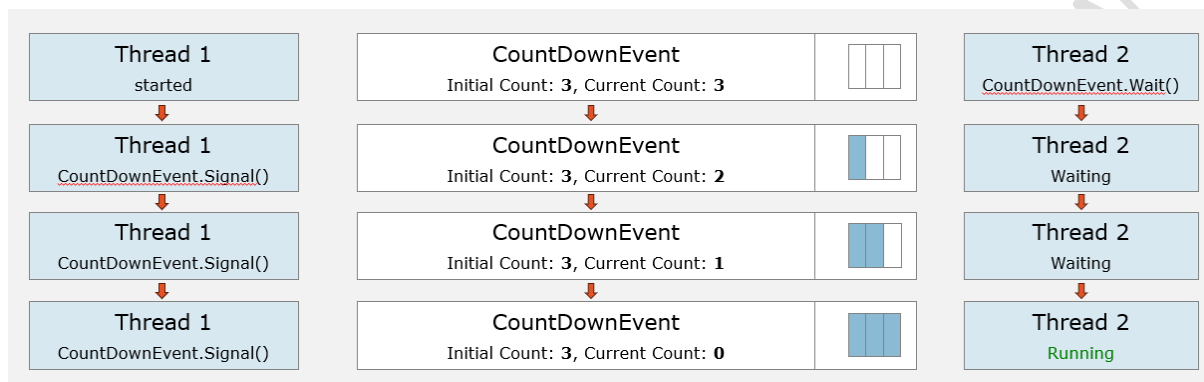 Thread 1
started
CountDownEvent
Initial Count: 3, Current Count: 3
Thread 2
CountDownEvent.Wait()
Thread 1
CountDownEvent.Signal()
CountDownEvent
Initial Count: 3, Current Count: 2
Thread 2
Waiting
Thread 1
CountDownEvent.Signal()
CountDownEvent
Initial Count: 3, Current Count: 1
Thread 2
Waiting
Thread 1
CountDownEvent.Signal()
CountDownEvent
Initial Count: 3, Current Count: 0
Thread 2
Running